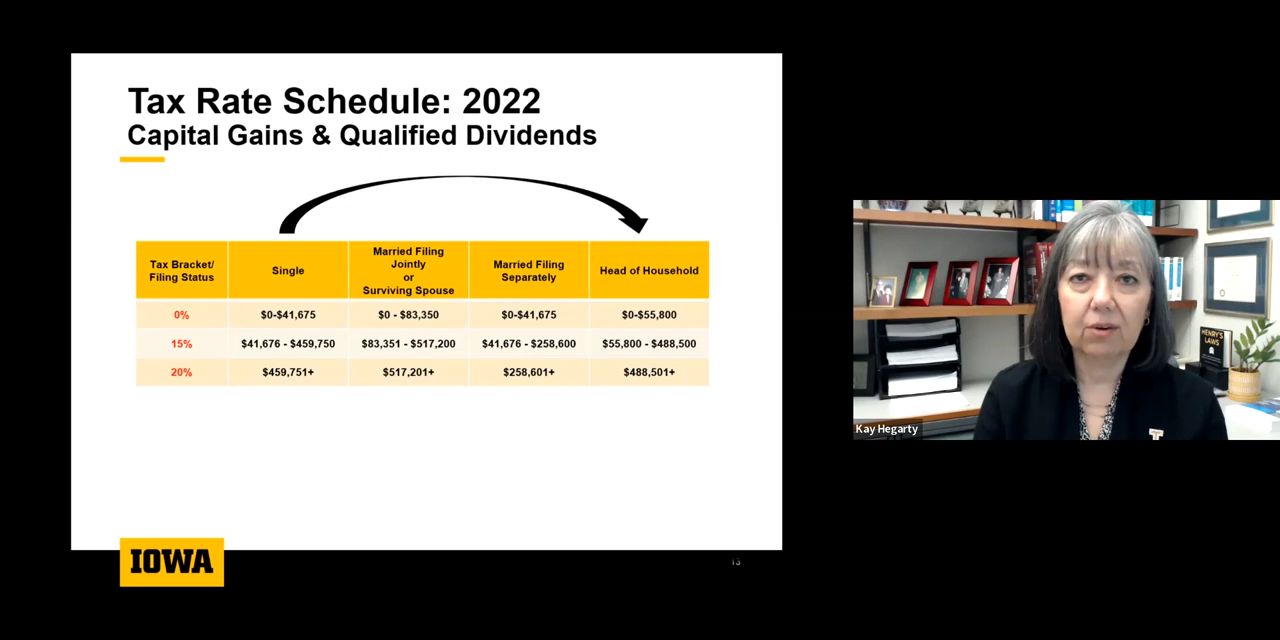 Tax Rate Schedule: 2022
Capital Gains & Qualified Dividends
Tax Bracket/
Filing Status
Single
Married Filing
Jointly
or
Surviving Spouse
Married Filing
Separately
Head of Household
0%
$0-$41,675
$0 - $83,350
$0-$41,675
$0-$55,800
15%
$41,676 - $459,750
$83,351 - $517,200
$41,676 - $258,600
$55,800 - $488,500
20%
$459,751+
$517,201+
$258,601+
$488,501+
IOWA
HENRY'S
LAWS
Kay Hegarty